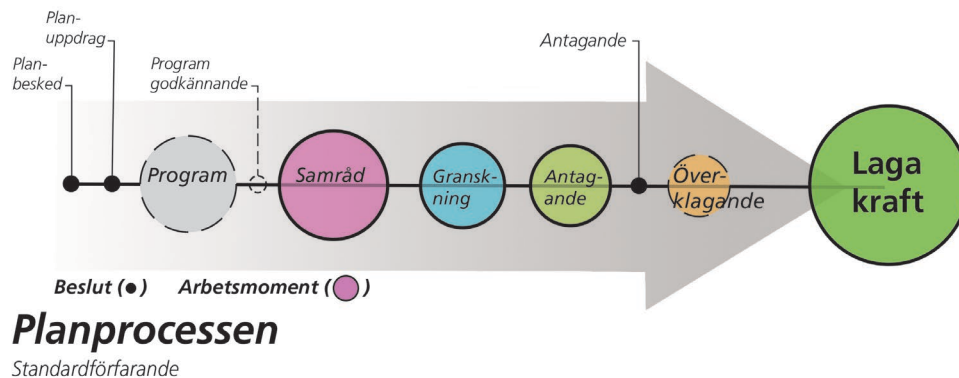 Plan-
uppdrag
Plan-
besked
Program
godkännande
Antagande
Program
Samråd
Gransk-
ning
Antag-
ande
Över-
klagande
Laga
kraft
Beslut (●) Arbetsmoment ( )
Planprocessen
Standardförfarande